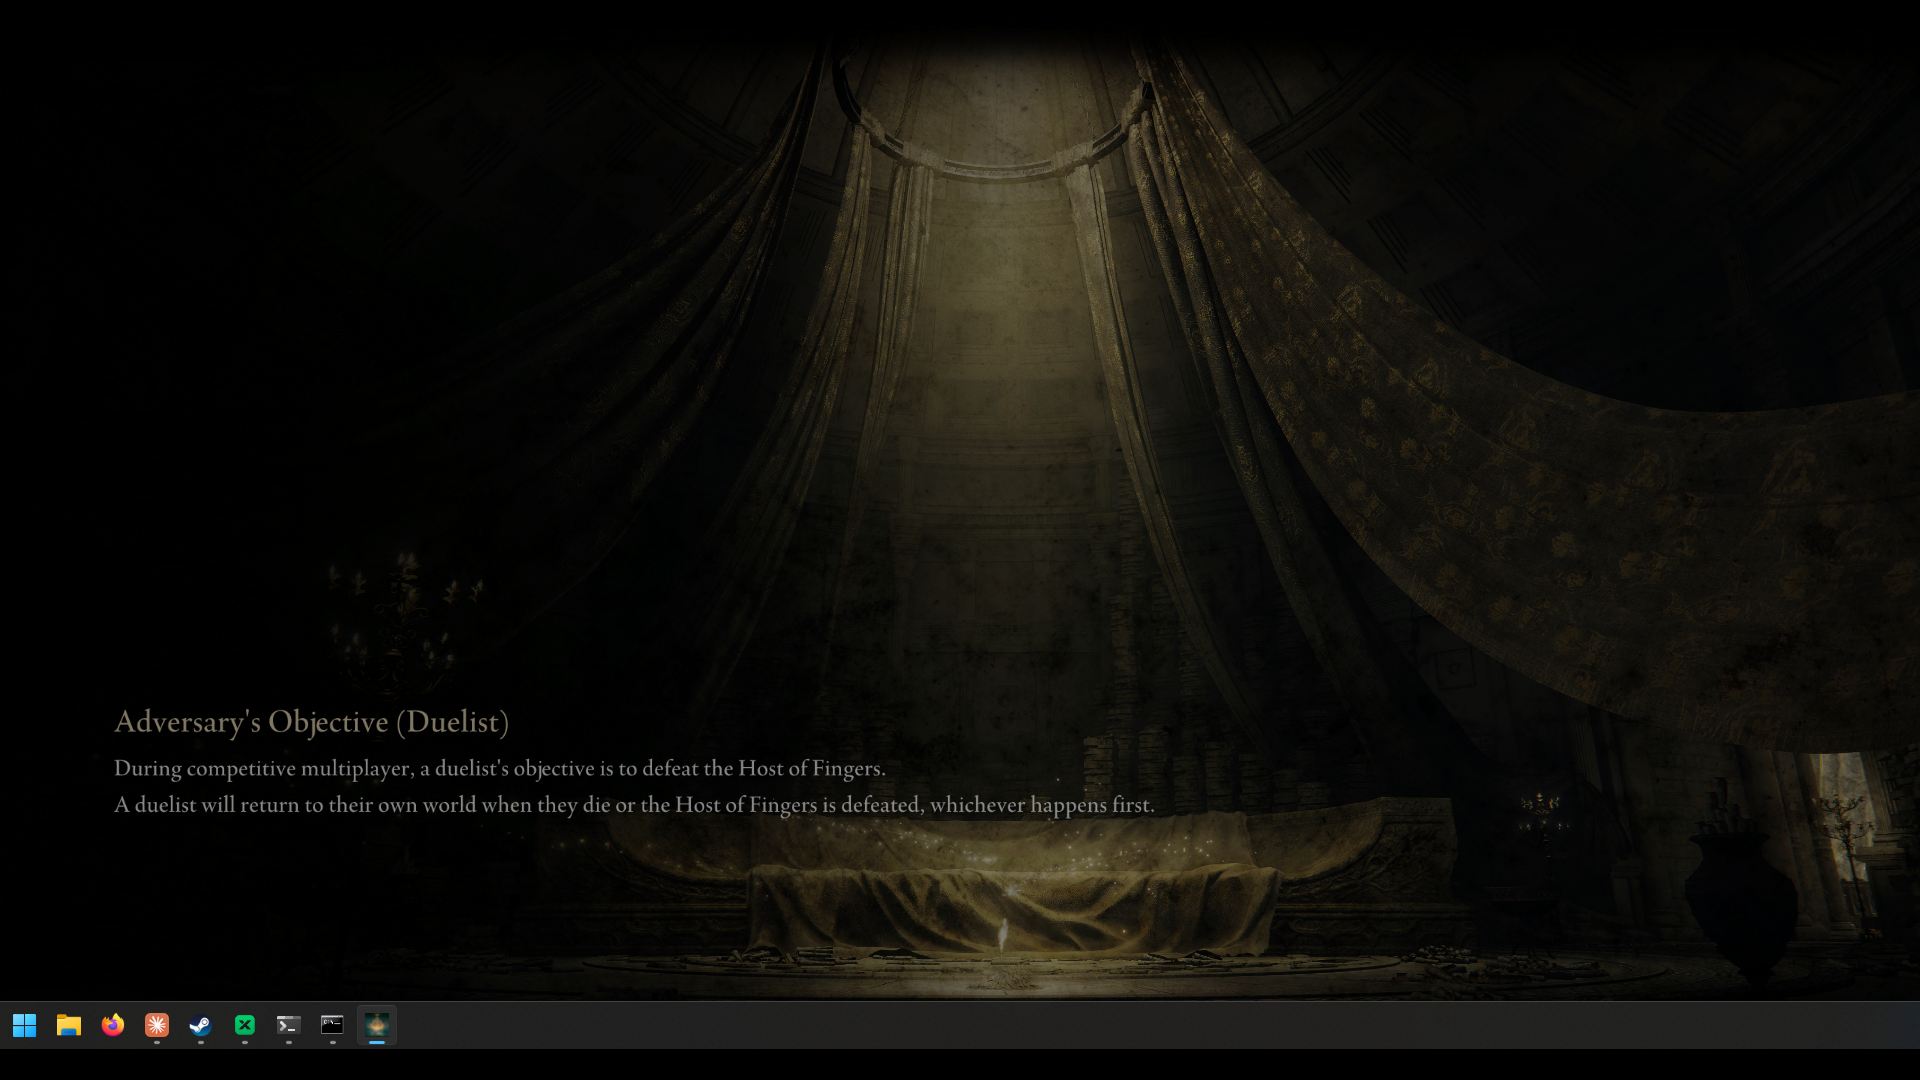 Adversary's Objective (Duelist)
During competitive multiplayer, a duelist's objective is to defeat the Host of Fingers.
A duelist will return to their own world when they die or the Host of Fingers is defeated, whichever happens first.